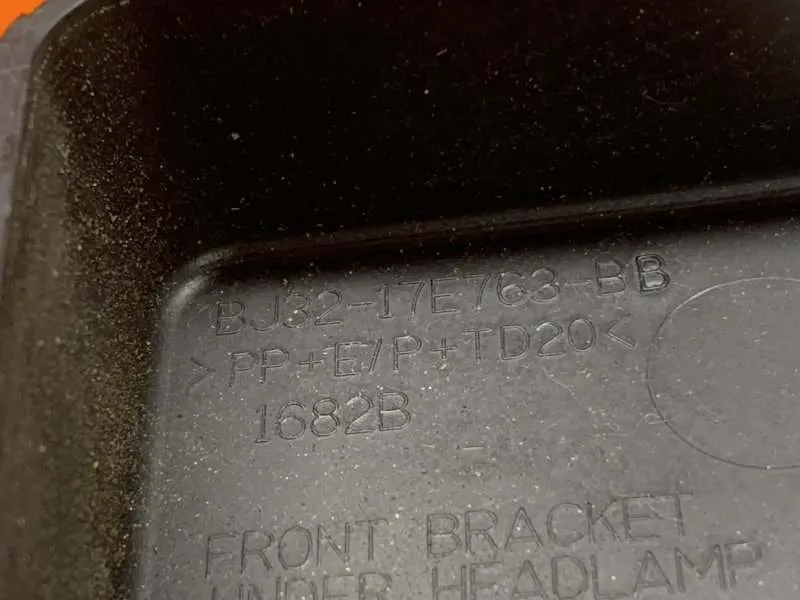 BJ32-17E763-BB
>PP+E/P+TD20<
1682B
FRONT BRACKET
UNDER HEADLAMP